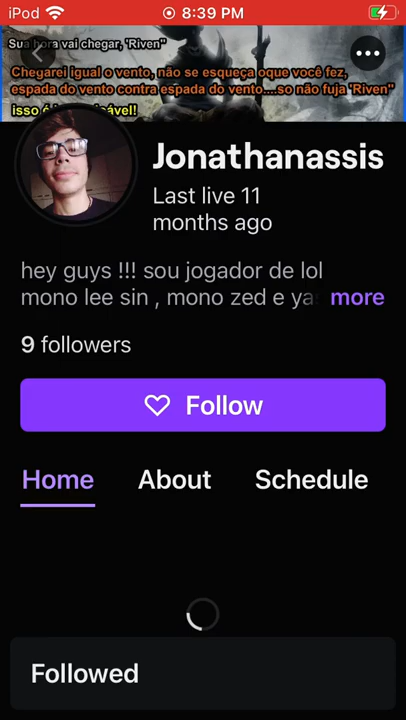 iPod 8:39 PM
Sua hora vai chegar, "Riven"
Chegarei igual o vento, não se esqueça oque você fez,
espada do vento contra espada do vento....so não fuja 'Riven"
isso é
ável!
Jonathanassis
Last live 11
months ago
hey guys !!! sou jogador de lol
mono lee sin , mono zed e yas more
9 followers
Follow
Home About Schedule
Followed